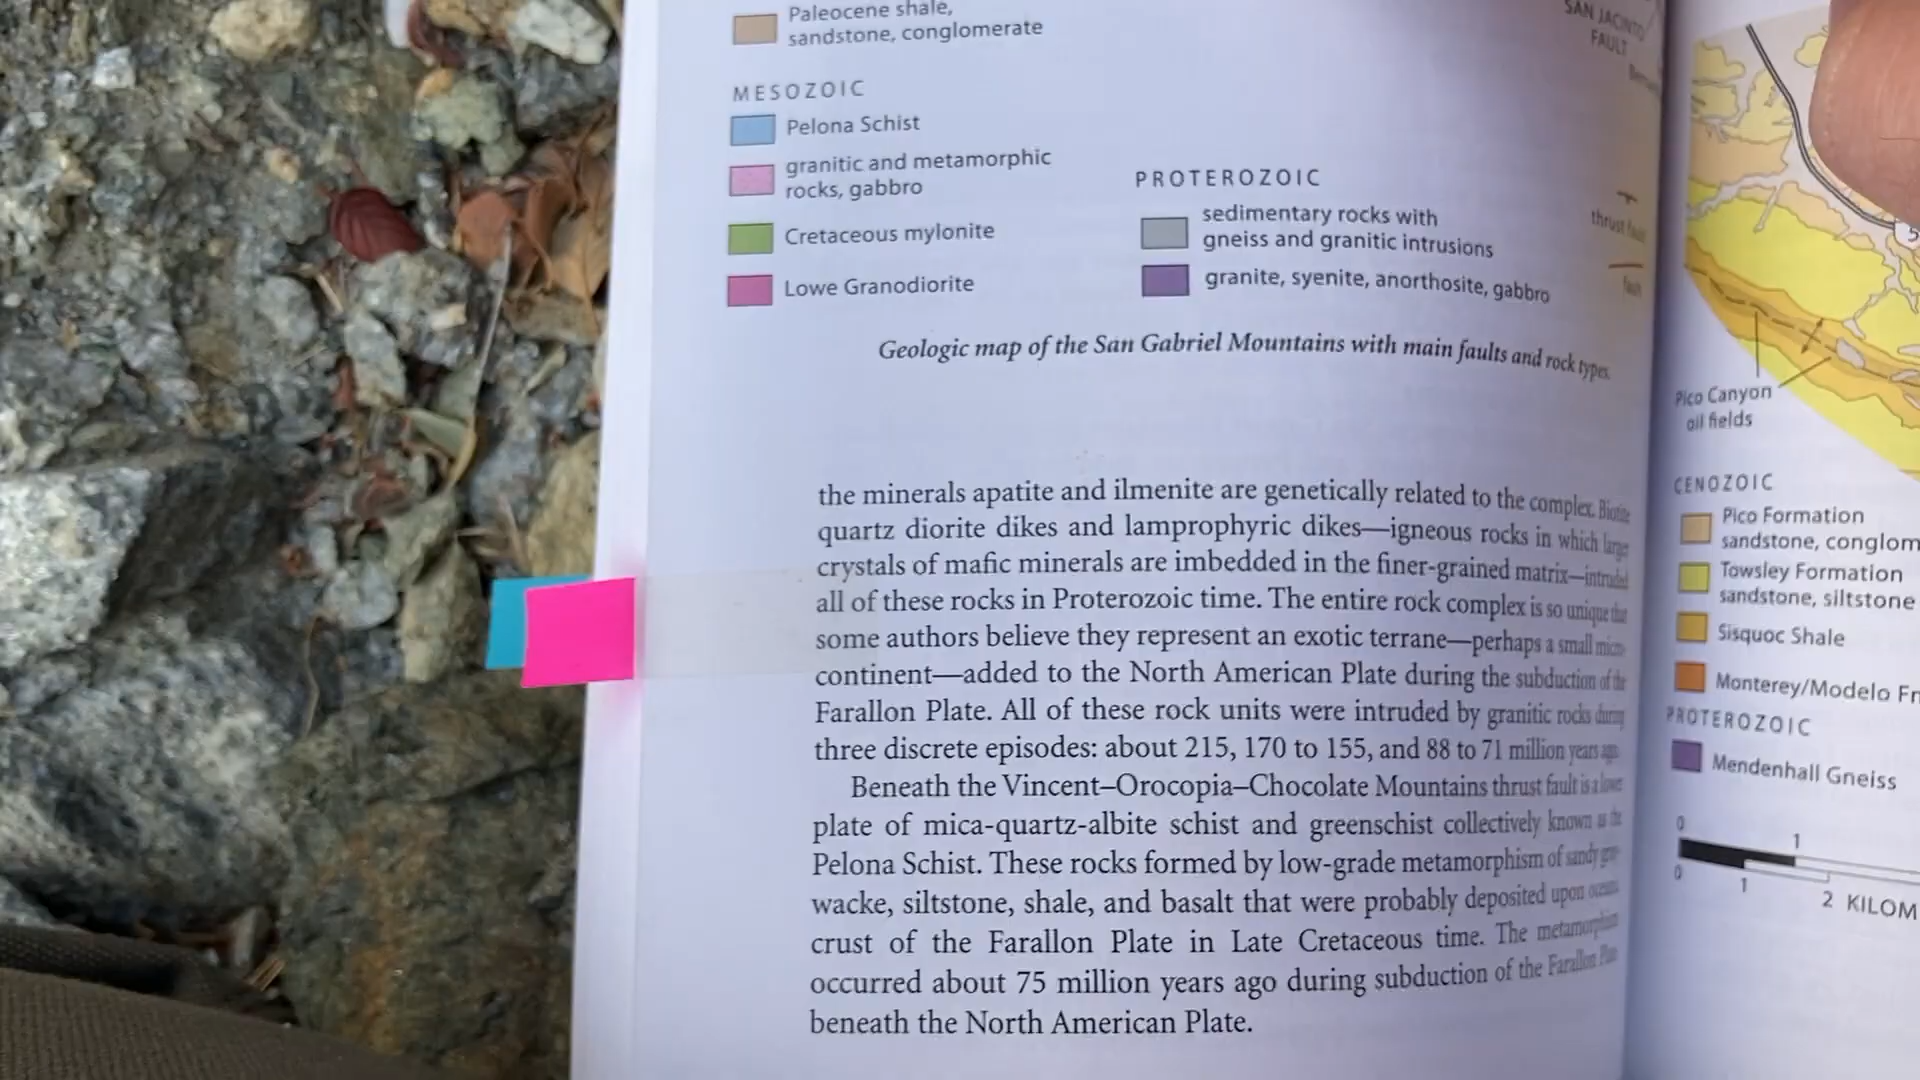 Paleocene shale,
sandstone, conglomerate
MESOZOIC
Pelona Schist
granitic and metamorphic
rocks, gabbro
Cretaceous mylonite
Lowe Granodiorite
PROTEROZOIC
sedimentary rocks with
gneiss and granitic intrusions
granite, syenite, anorthosite, gabbro
SAN JACINTO
FAULT
thrust fault
fault
Geologic map of the San Gabriel Mountains with main faults and rock types.
the minerals apatite and ilmenite are genetically related to the complex. Biotite
quartz diorite dikes and lamprophyric dikes—igneous rocks in which large
crystals of mafic minerals are imbedded in the finer-grained matrix—intruded
all of these rocks in Proterozoic time. The entire rock complex is so unique that
some authors believe they represent an exotic terrane—perhaps a small micro-
continent—added to the North American Plate during the subduction of the
Farallon Plate. All of these rock units were intruded by granitic rocks during
three discrete episodes: about 215, 170 to 155, and 88 to 71 million years ago.
Beneath the Vincent–Orocopia–Chocolate Mountains thrust fault is a lower
plate of mica-quartz-albite schist and greenschist collectively known as the
Pelona Schist. These rocks formed by low-grade metamorphism of sandy gray-
wacke, siltstone, shale, and basalt that were probably deposited upon oceanic
crust of the Farallon Plate in Late Cretaceous time. The metamorphism
occurred about 75 million years ago during subduction of the Farallon Plate
beneath the North American Plate.
5
Pico Canyon
oil fields
CENOZOIC
Pico Formation
sandstone, conglom
Towsley Formation
sandstone, siltstone
Sisquoc Shale
Monterey/Modelo Fm
PROTEROZOIC
Mendenhall Gneiss
0 1
0 1 2 KILOM